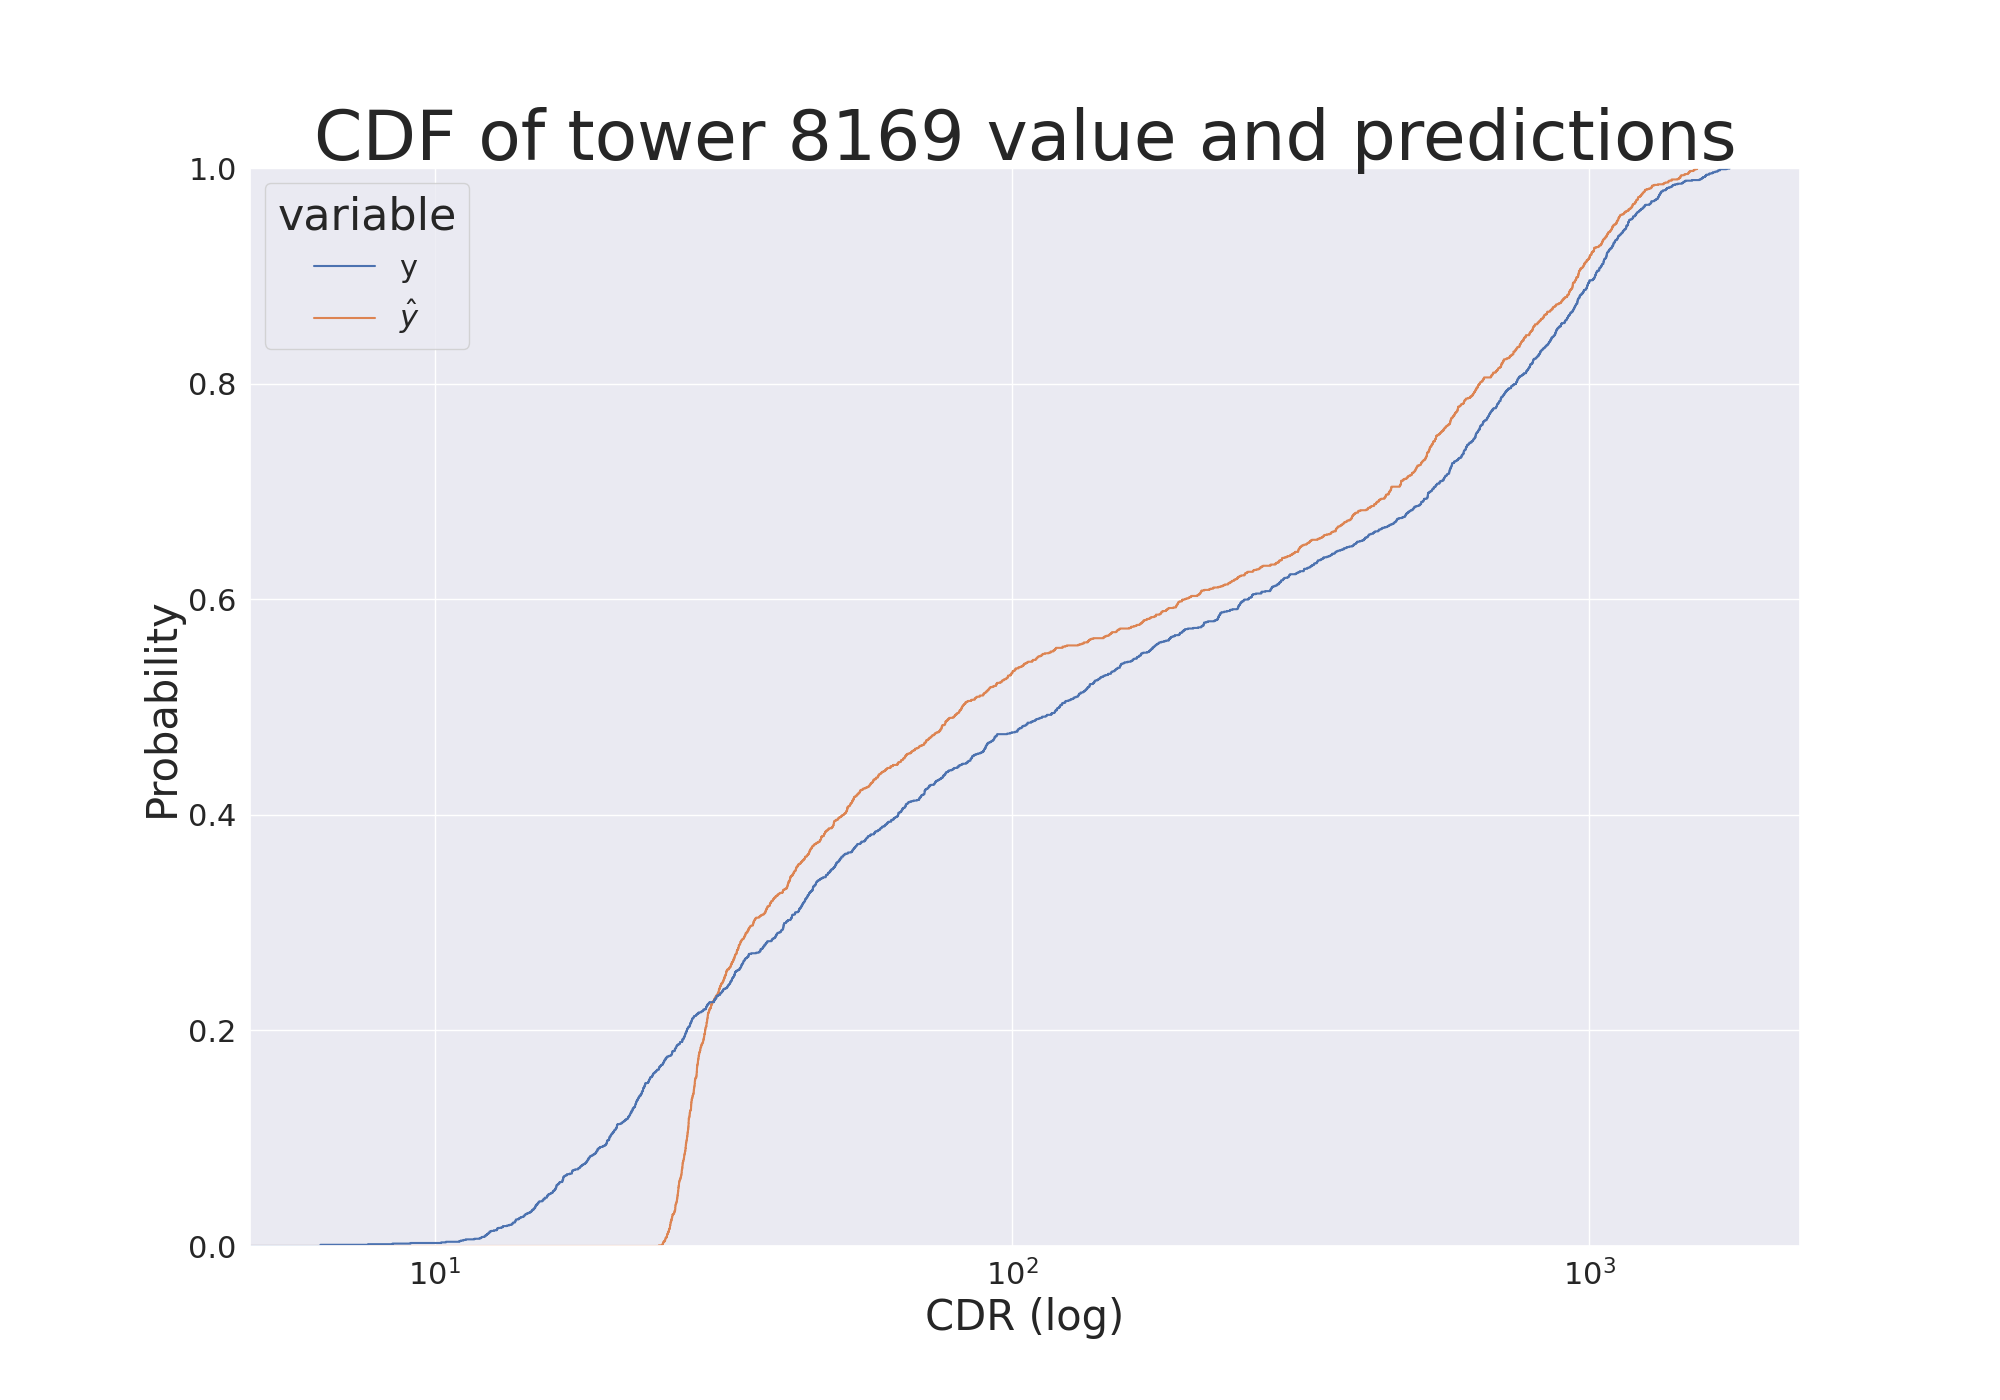 CDF of tower 8169 value and predictions
1.0
variable
y
ŷ
0.8
0.6
0.4
0.2
0.0
Probability
10¹
10²
10³
CDR (log)